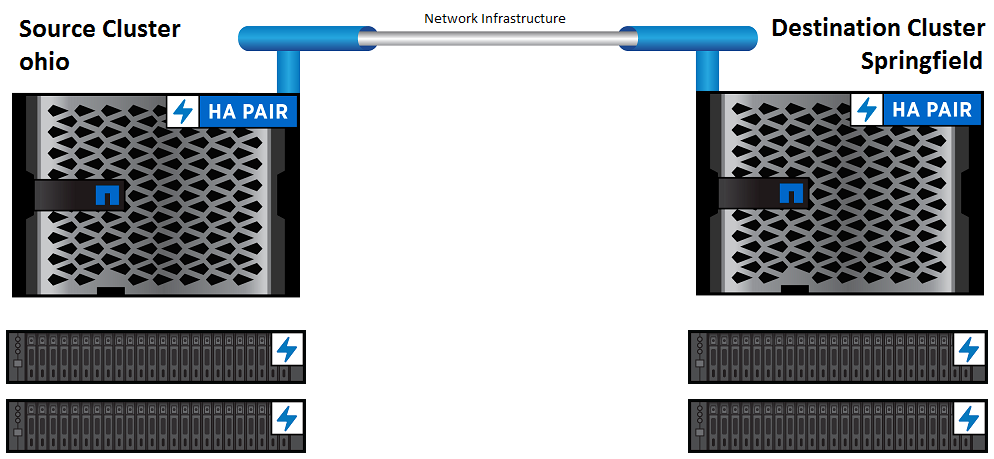 Source Cluster
ohio
Network Infrastructure
Destination Cluster
Springfield
HA PAIR
HA PAIR